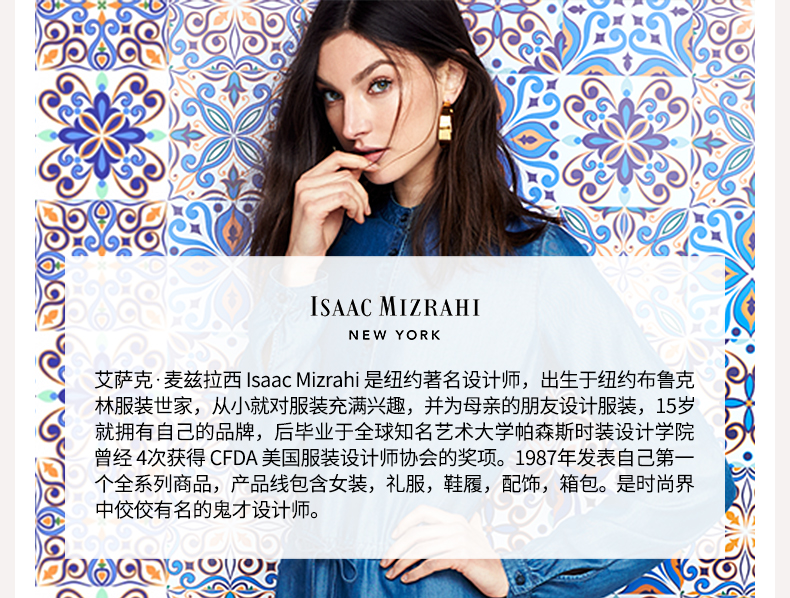 ISAAC MIZRAHI
NEW YORK
艾萨克·麦兹拉西 Isaac Mizrahi 是纽约著名设计师，出生于纽约布鲁克
林服装世家，从小就对服装充满兴趣，并为母亲的朋友设计服装，15岁
就拥有自己的品牌，后毕业于全球知名艺术大学帕森斯时装设计学院
曾经 4次获得 CFDA 美国服装设计师协会的奖项。1987年发表自己第一
个全系列商品，产品线包含女装，礼服，鞋履，配饰，箱包。是时尚界
中佼佼有名的鬼才设计师。